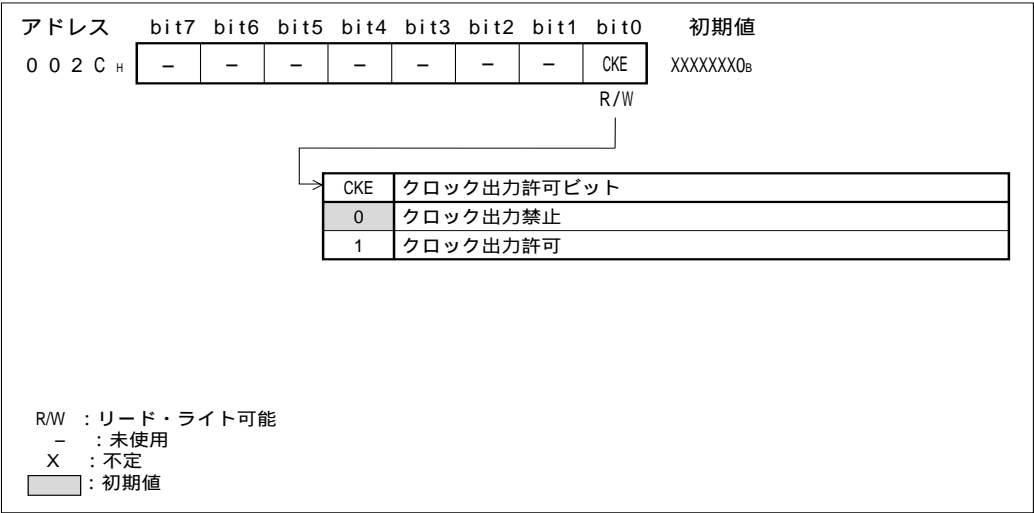 アドレス bit7 bit6 bit5 bit4 bit3 bit2 bit1 bit0 初期値
002CH – – – – – – – CKE XXXXXXX0B
R/W
CKE クロック出力許可ビット
0 クロック出力禁止
1 クロック出力許可
R/W ：リード・ライト可能
– ：未使用
X ：不定
：初期値